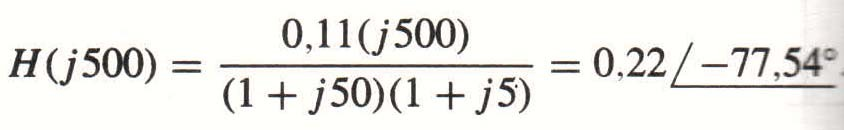 H(j500) = 0,11(j500) / (1 + j50)(1 + j5) = 0,22 /−77,54°.